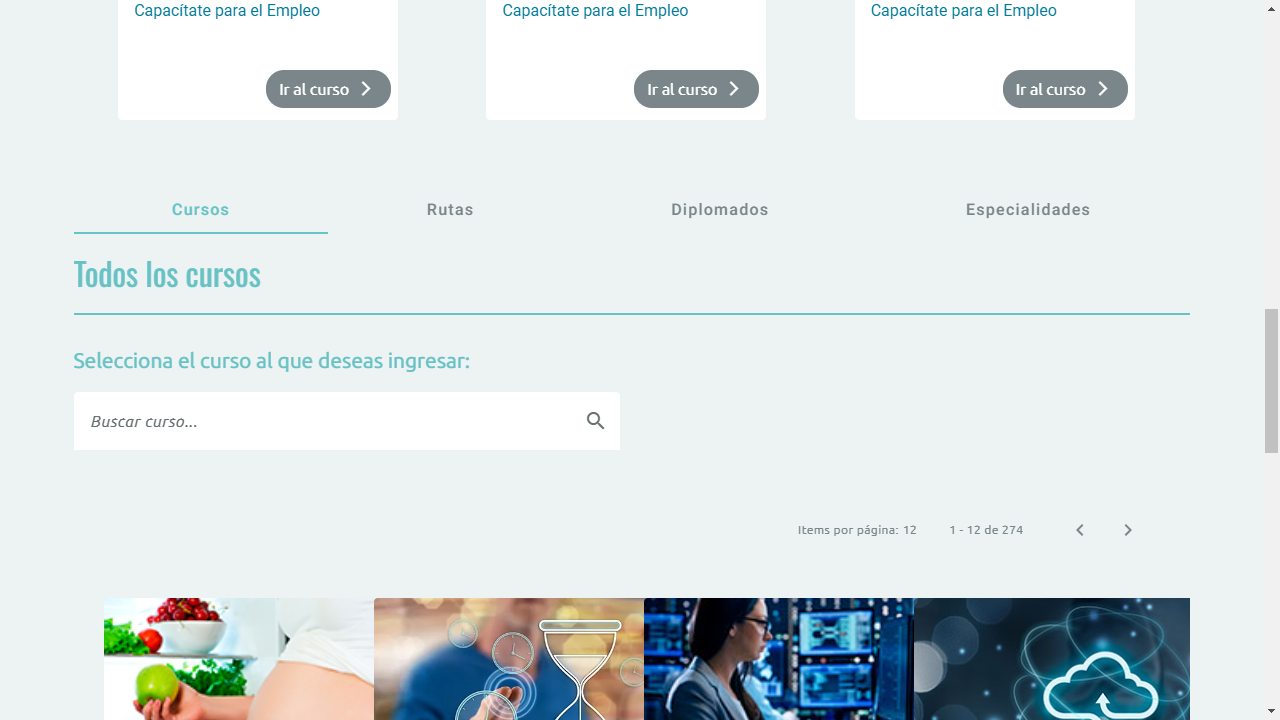 Capacítate para el Empleo
Capacítate para el Empleo
Capacítate para el Empleo
Ir al curso
Ir al curso
Ir al curso
Cursos
Rutas
Diplomados
Especialidades
Todos los cursos
Selecciona el curso al que deseas ingresar:
Buscar curso...
Items por página: 12
1 - 12 de 274